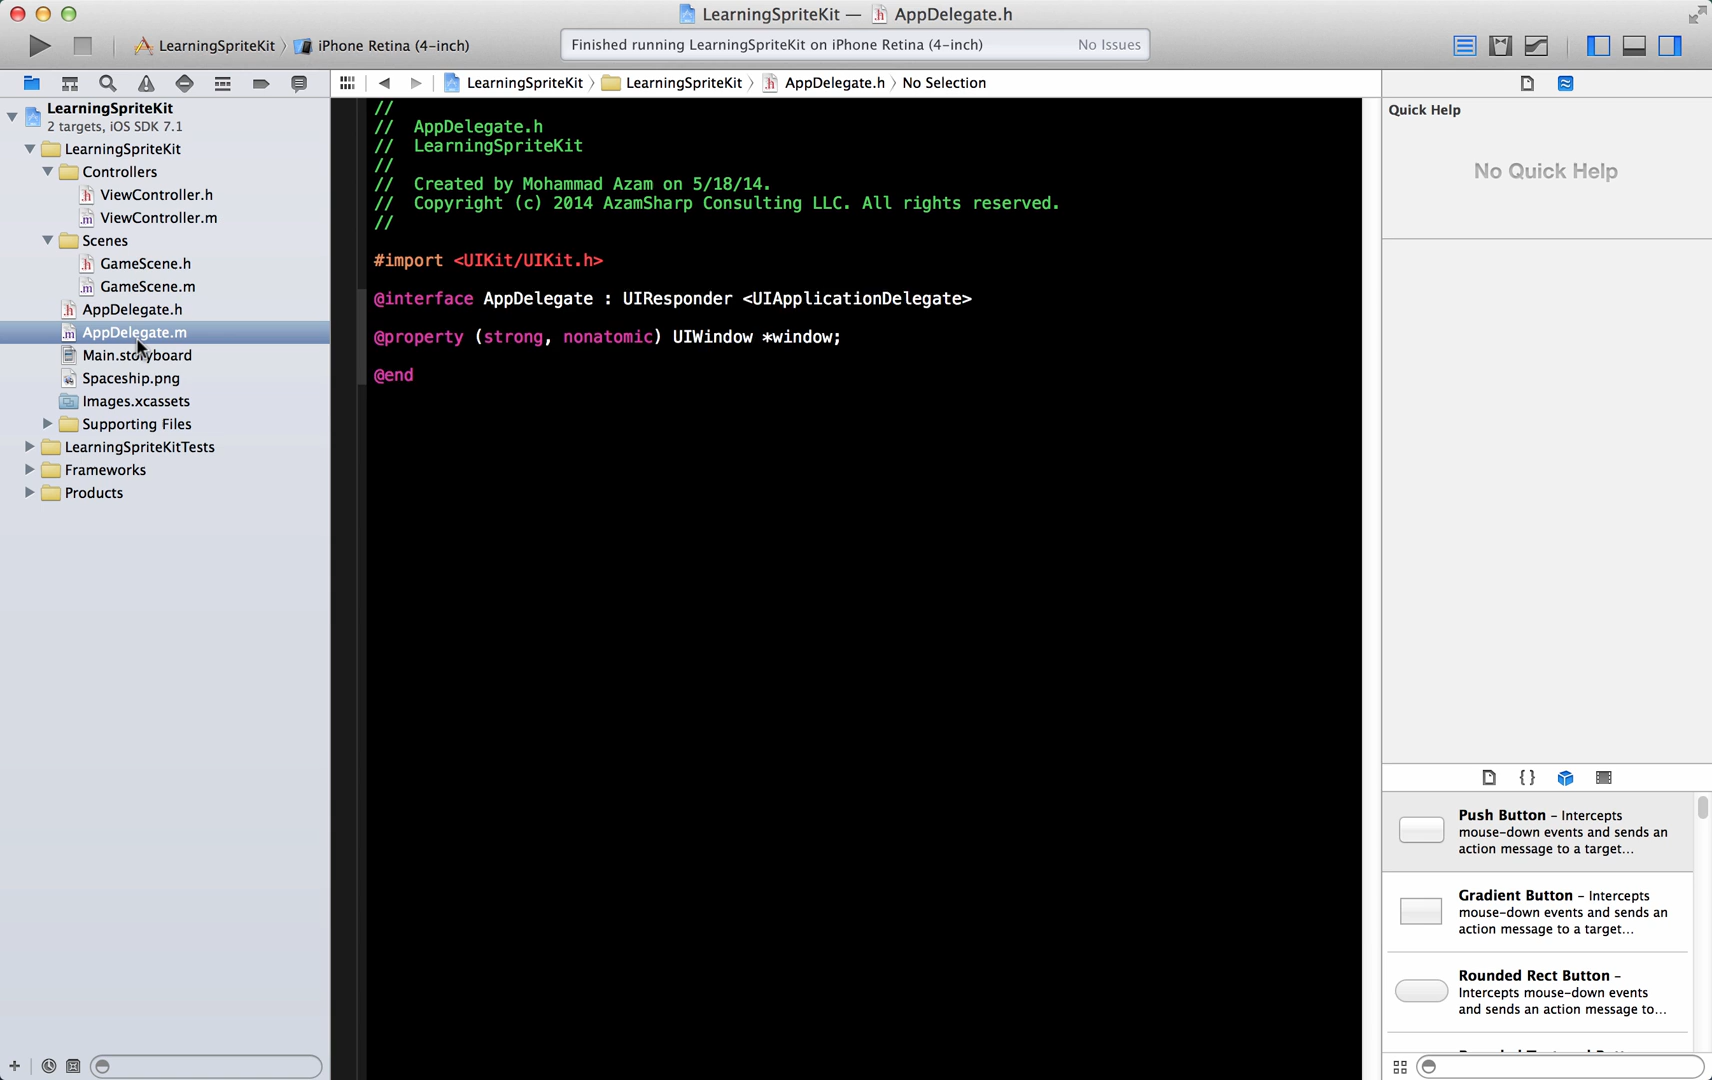 LearningSpriteKit — AppDelegate.h
LearningSpriteKit
iPhone Retina (4-inch)
Finished running LearningSpriteKit on iPhone Retina (4-inch)
No Issues
LearningSpriteKit
LearningSpriteKit
AppDelegate.h
No Selection
LearningSpriteKit
2 targets, iOS SDK 7.1
LearningSpriteKit
Controllers
ViewController.h
ViewController.m
Scenes
GameScene.h
GameScene.m
AppDelegate.h
AppDelegate.m
Main.storyboard
Spaceship.png
Images.xcassets
Supporting Files
LearningSpriteKitTests
Frameworks
Products
//
//  AppDelegate.h
//  LearningSpriteKit
//
//  Created by Mohammad Azam on 5/18/14.
//  Copyright (c) 2014 AzamSharp Consulting LLC. All rights reserved.
//
#import <UIKit/UIKit.h>
@interface AppDelegate : UIResponder <UIApplicationDelegate>
@property (strong, nonatomic) UIWindow *window;
@end
Quick Help
No Quick Help
Push Button – Intercepts
mouse-down events and sends an
action message to a target...
Gradient Button – Intercepts
mouse-down events and sends an
action message to a target...
Rounded Rect Button –
Intercepts mouse-down events
and sends an action message to...